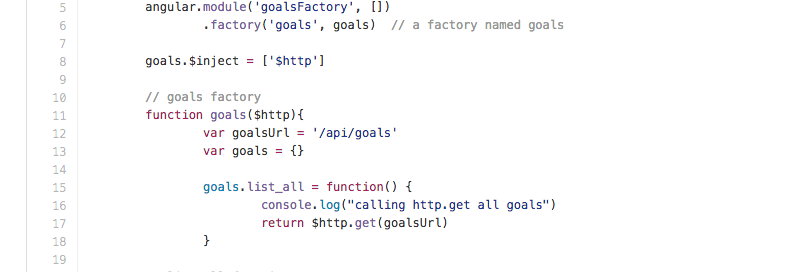 5 angular.module('goalsFactory', [])
6 .factory('goals', goals) // a factory named goals
7
8 goals.$inject = ['$http']
9
10 // goals factory
11 function goals($http){
12 var goalsUrl = '/api/goals'
13 var goals = {}
14
15 goals.list_all = function() {
16 console.log("calling http.get all goals")
17 return $http.get(goalsUrl)
18 }
19